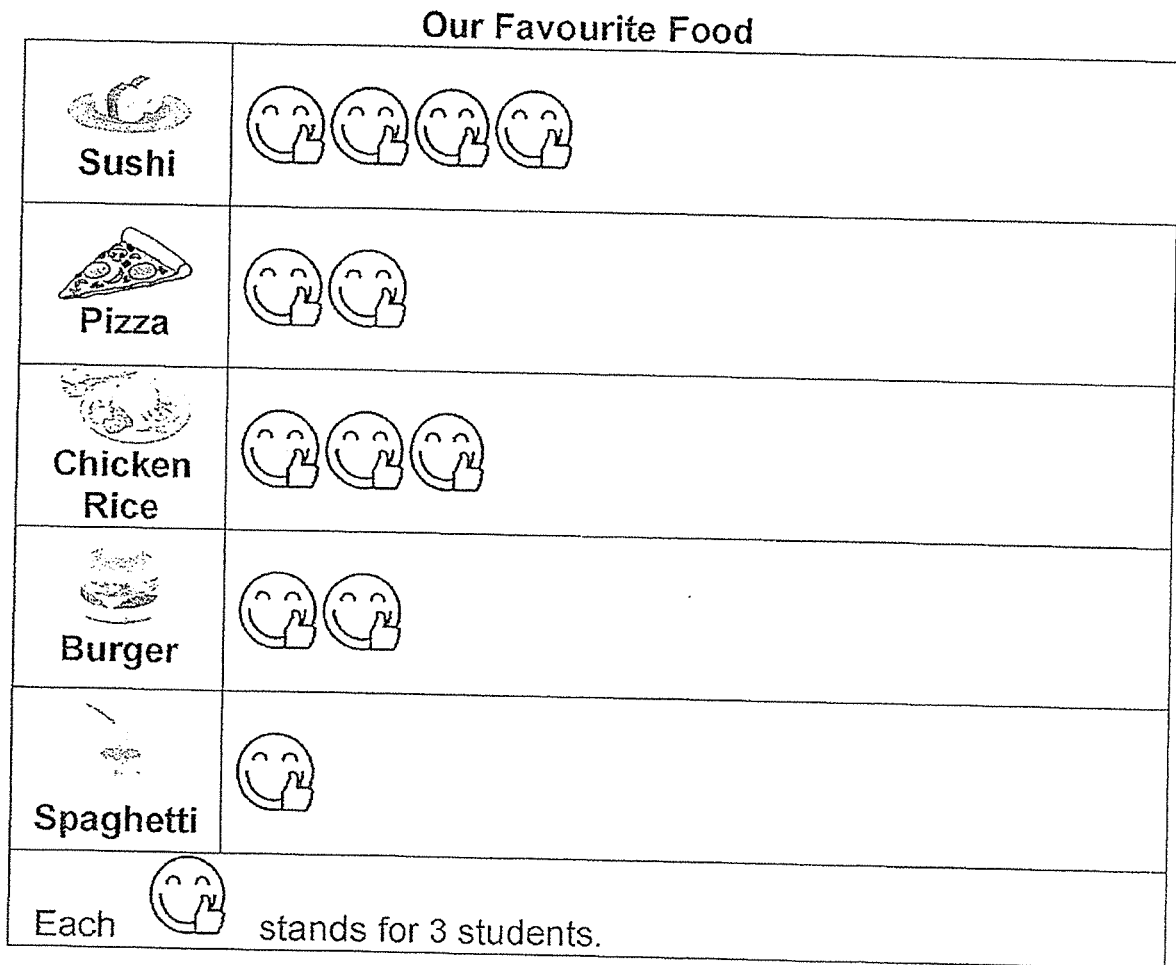 Our Favourite Food
Sushi
Pizza
Chicken
Rice
Burger
Spaghetti
Each stands for 3 students.